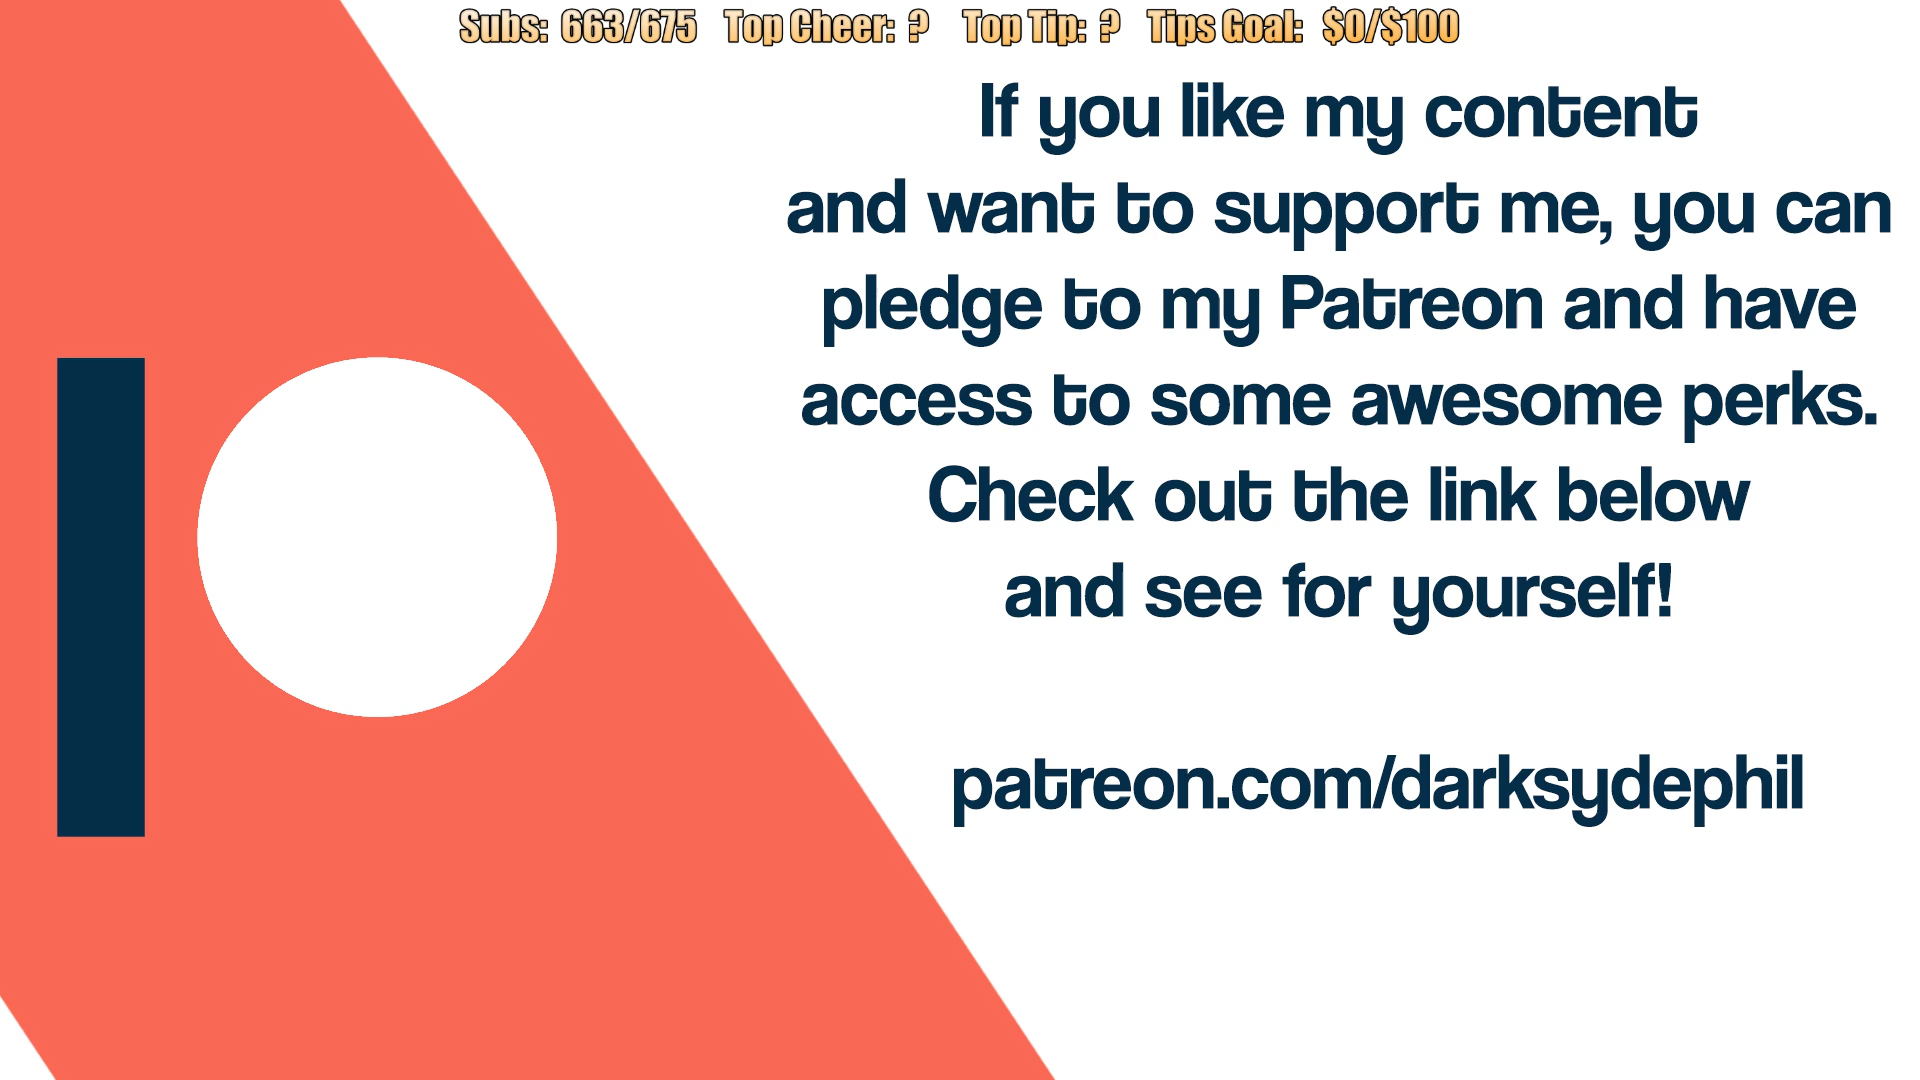 Subs: 663/675 Top Cheer: ? Top Tip: ? Tips Goal: $0/$100
If you like my content
and want to support me, you can
pledge to my Patreon and have
access to some awesome perks.
Check out the link below
and see for yourself!
patreon.com/darksydephil